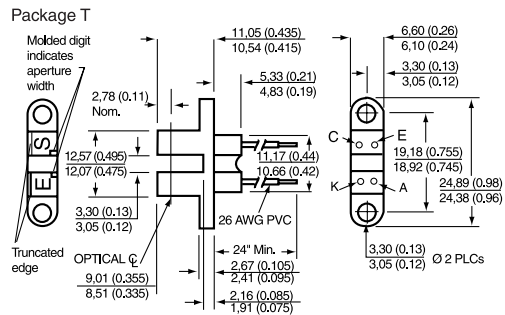 Package T
Molded digit
indicates
aperture
width
11,05 (0.435)
10,54 (0.415)
6,60 (0.26)
6,10 (0.24)
3,30 (0.13)
3,05 (0.12)
5,33 (0.21)
4,83 (0.19)
2,78 (0.11)
Nom.
S
E
C
E
K
A
12,57 (0.495)
12,07 (0.475)
11,17 (0.44)
10,66 (0.42)
19,18 (0.755)
18,92 (0.745)
24,89 (0.98)
24,38 (0.96)
3,30 (0.13)
3,05 (0.12)
26 AWG PVC
Truncated
edge
OPTICAL ℄
24" Min.
9,01 (0.355)
8,51 (0.335)
2,67 (0.105)
2,41 (0.095)
2,16 (0.085)
1,91 (0.075)
3,30 (0.13)
3,05 (0.12)
Ø 2 PLCs